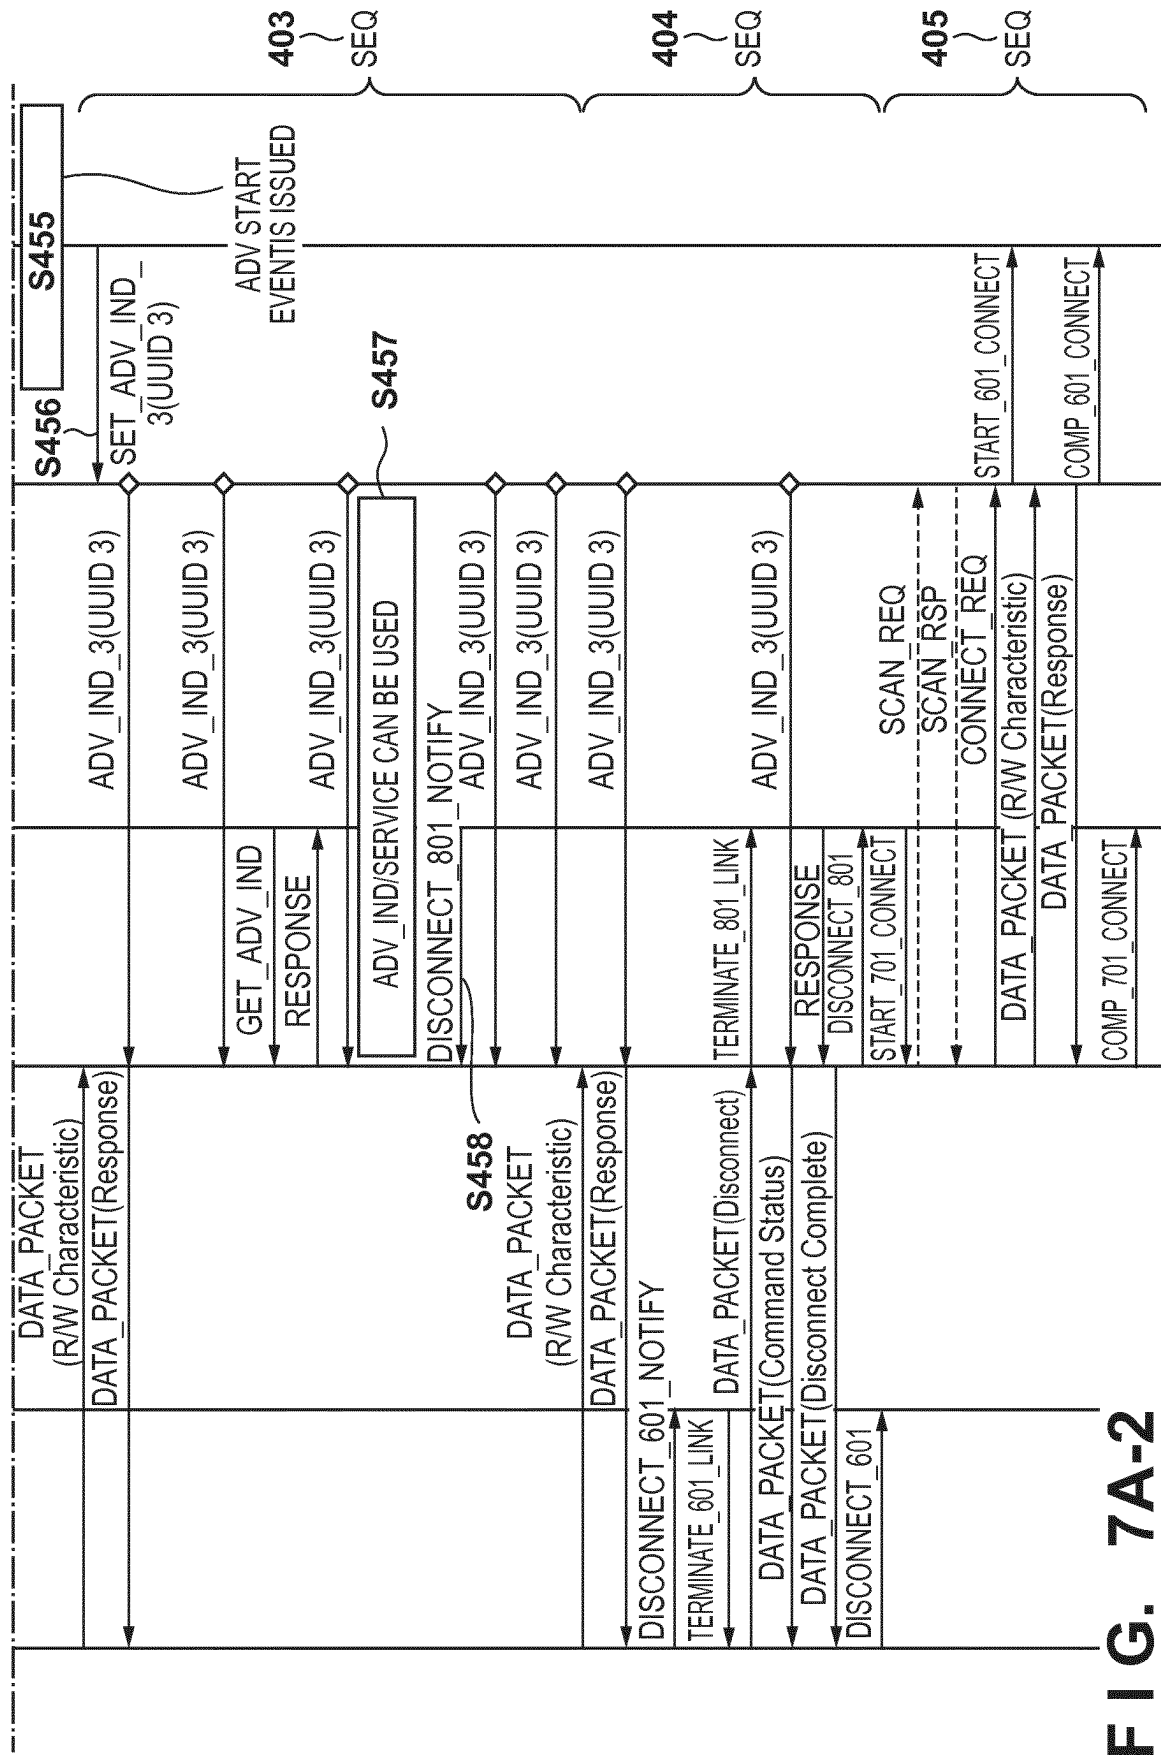 S455
403
SEQ
S456
SET_ADV_IND_
3(UUID 3)
ADV START
EVENTIS ISSUED
DATA_PACKET
(R/W Characteristic)
DATA_PACKET(Response)
ADV_IND_3(UUID 3)
ADV_IND_3(UUID 3)
GET_ADV_IND
RESPONSE
ADV_IND_3(UUID 3)
S457
ADV_IND/SERVICE CAN BE USED
DISCONNECT_801_NOTIFY
S458
ADV_IND_3(UUID 3)
ADV_IND_3(UUID 3)
DATA_PACKET
(R/W Characteristic)
404
SEQ
DATA_PACKET(Response)
ADV_IND_3(UUID 3)
DISCONNECT_601_NOTIFY
TERMINATE_601_LINK
DATA_PACKET(Disconnect)
TERMINATE_801_LINK
ADV_IND_3(UUID 3)
DATA_PACKET(Command Status)
RESPONSE
DATA_PACKET(Disconnect Complete)
DISCONNECT_801
DISCONNECT_601
405
SEQ
START_701_CONNECT
SCAN_REQ
SCAN_RSP
CONNECT_REQ
START_601_CONNECT
DATA_PACKET (R/W Characteristic)
DATA_PACKET(Response)
COMP_601_CONNECT
COMP_701_CONNECT
FIG. 7A-2